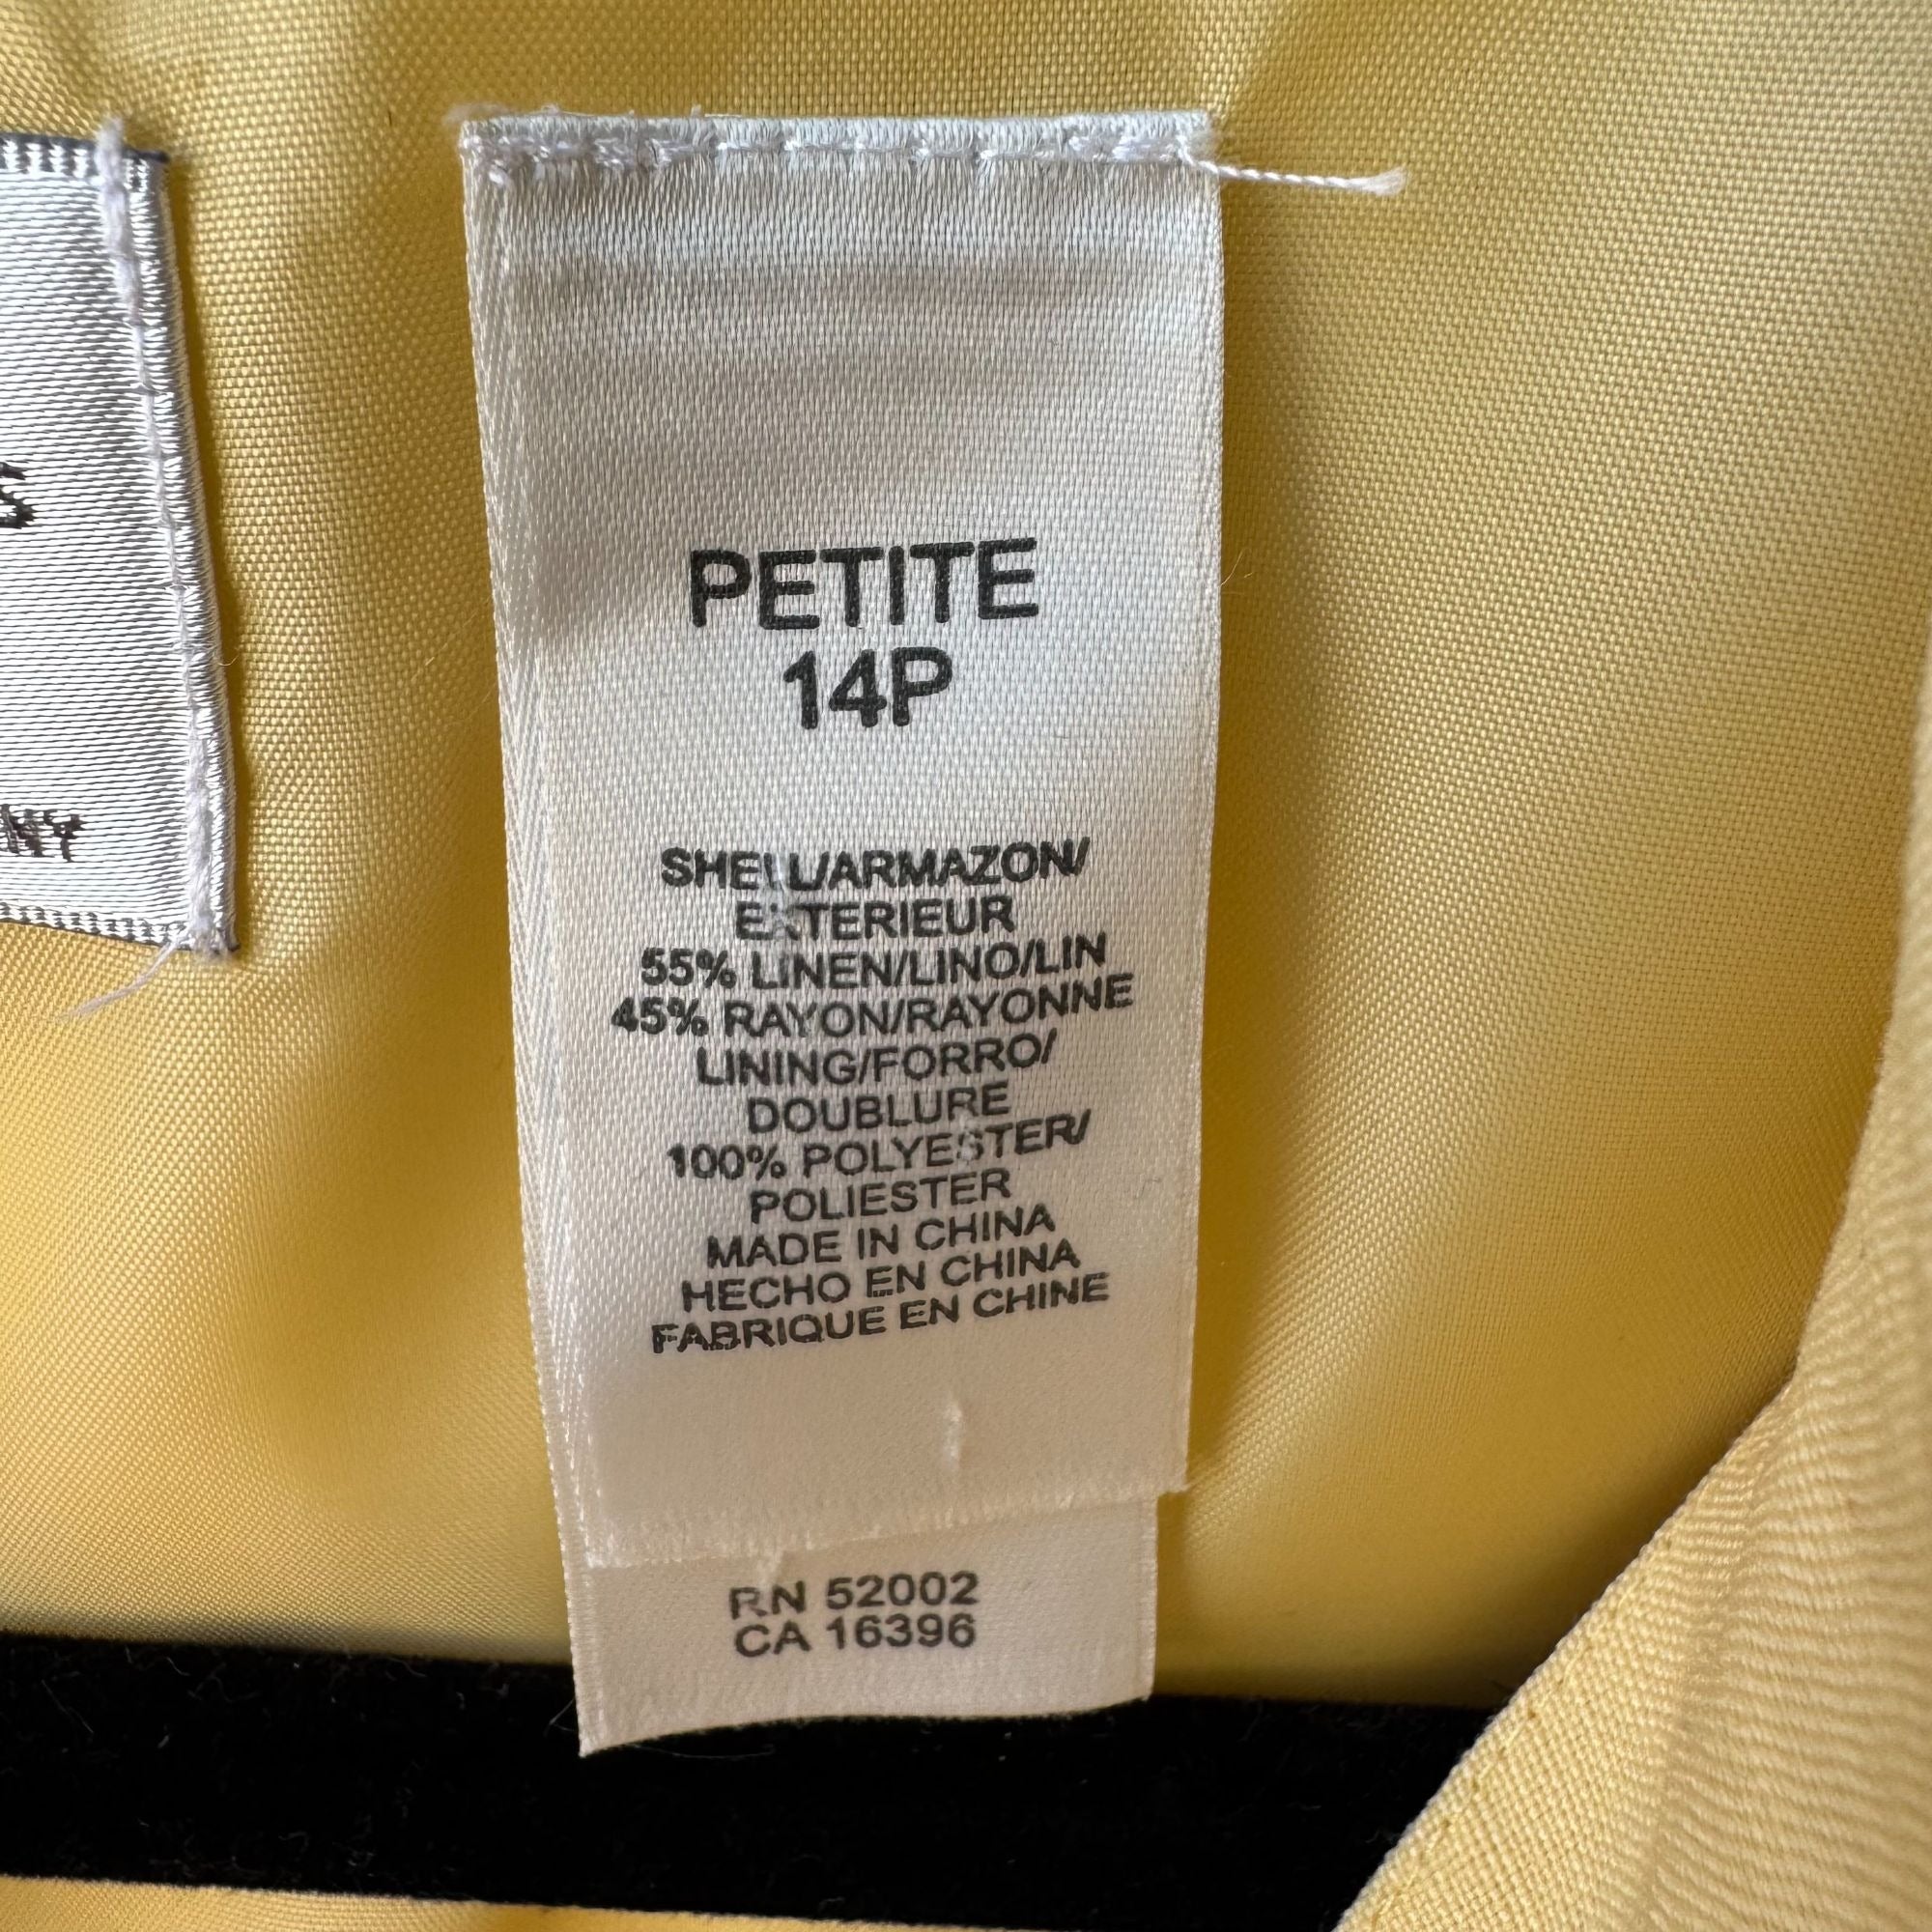 PETITE
14P
SHELL/ARMAZON/
EXTERIEUR
55% LINEN/LINO/LIN
45% RAYON/RAYONNE
LINING/FORRO/
DOUBLURE
100% POLYESTER/
POLIESTER
MADE IN CHINA
HECHO EN CHINA
FABRIQUE EN CHINE
RN 52002
CA 16396